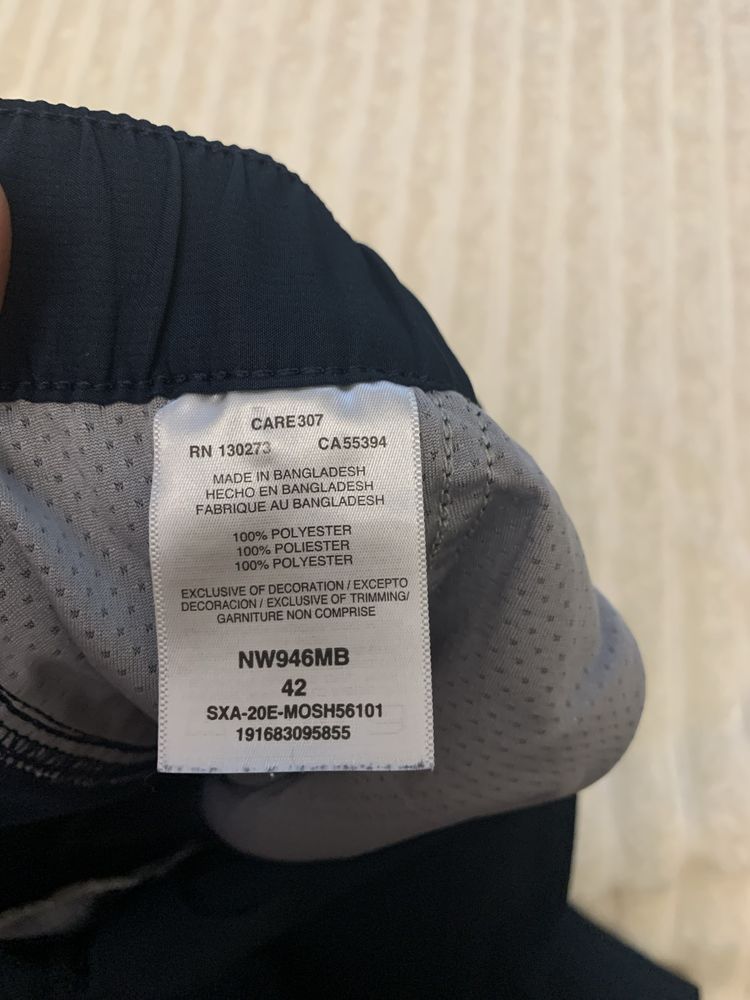 CARE307
RN 130273 CA55394
MADE IN BANGLADESH
HECHO EN BANGLADESH
FABRIQUE AU BANGLADESH
100% POLYESTER
100% POLIESTER
100% POLYESTER
EXCLUSIVE OF DECORATION / EXCEPTO
DECORACION / EXCLUSIVE OF TRIMMING/
GARNITURE NON COMPRISE
NW946MB
42
SXA-20E-MOSH56101
191683095855